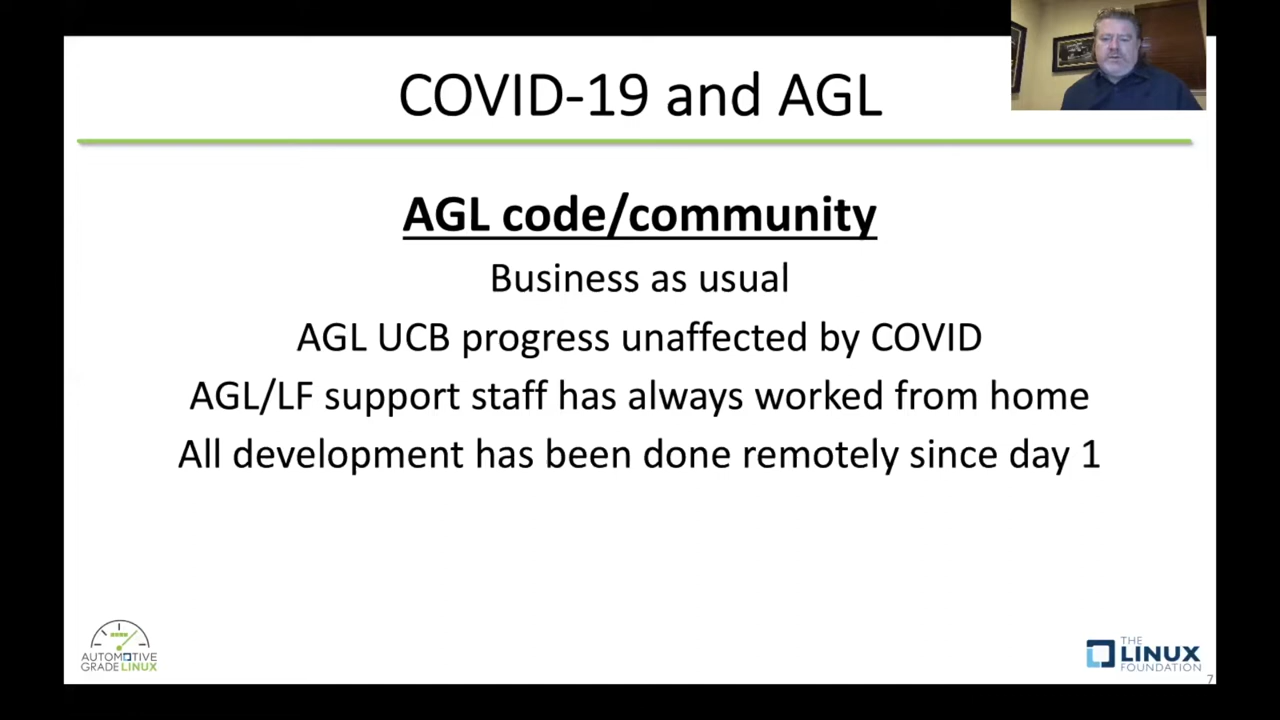 COVID-19 and AGL
AGL code/community
Business as usual
AGL UCB progress unaffected by COVID
AGL/LF support staff has always worked from home
All development has been done remotely since day 1
AUTOMOTIVE
GRADELINUX
THE
LINUX
FOUNDATION
7